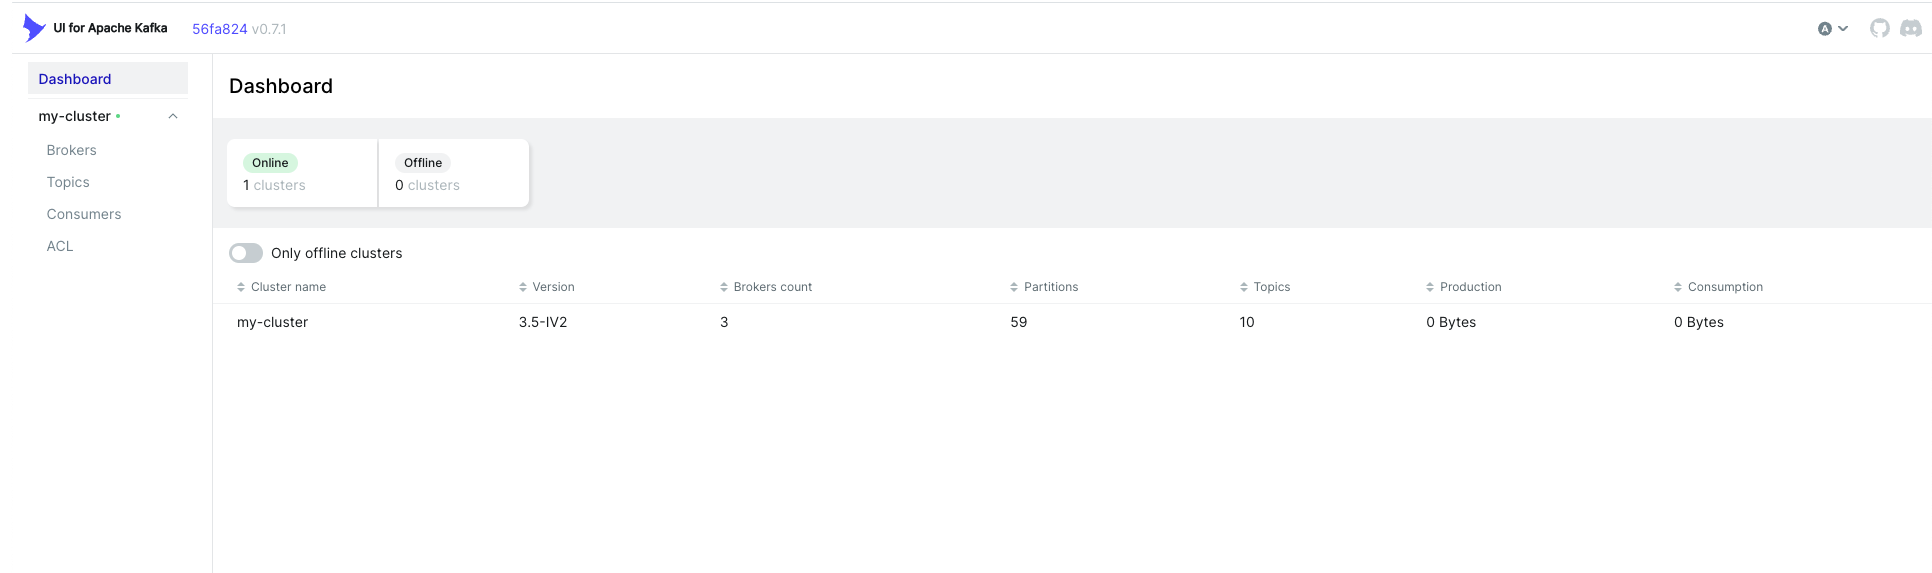 UI for Apache Kafka 56fa824 v0.7.1 A
Dashboard
my-cluster
Brokers
Topics
Consumers
ACL
Dashboard
Online Offline
1 clusters 0 clusters
Only offline clusters
Cluster name Version Brokers count Partitions Topics Production Consumption
my-cluster 3.5-IV2 3 59 10 0 Bytes 0 Bytes